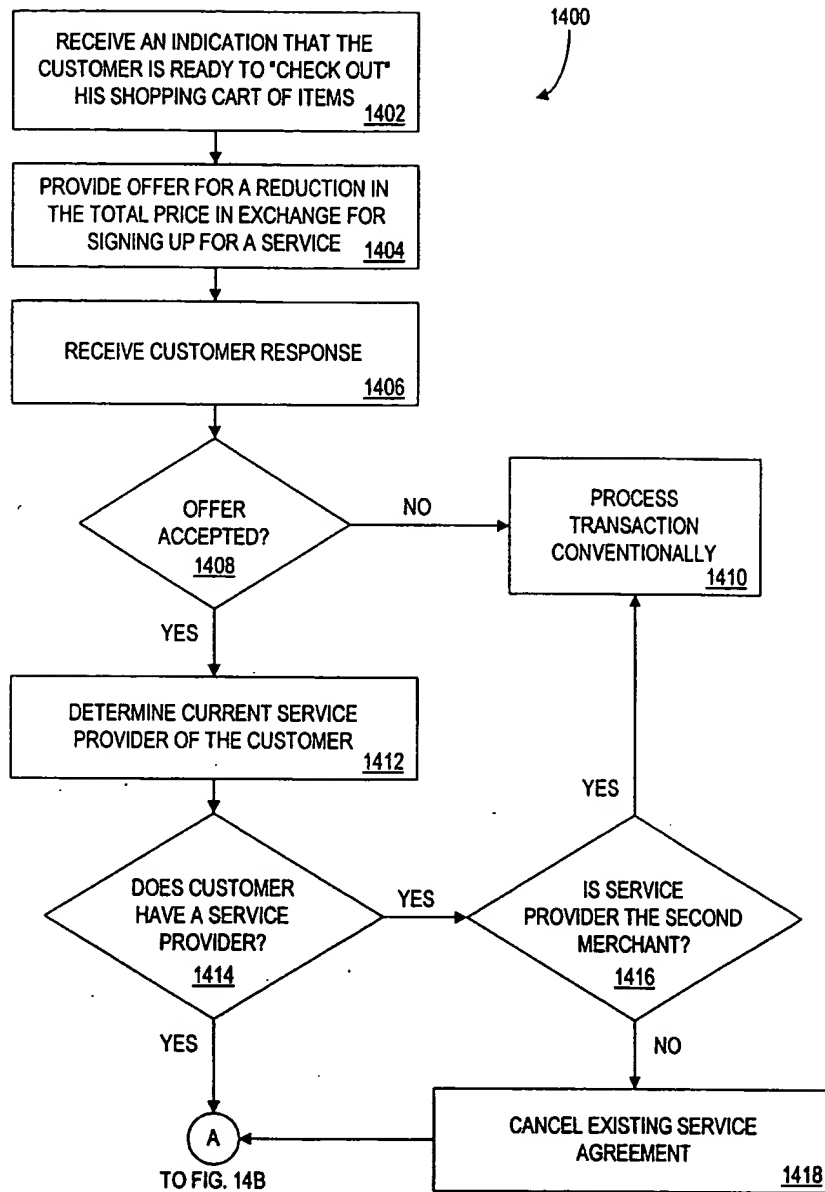 1400
RECEIVE AN INDICATION THAT THE
CUSTOMER IS READY TO "CHECK OUT"
HIS SHOPPING CART OF ITEMS
1402
PROVIDE OFFER FOR A REDUCTION IN
THE TOTAL PRICE IN EXCHANGE FOR
SIGNING UP FOR A SERVICE
1404
RECEIVE CUSTOMER RESPONSE
1406
OFFER
ACCEPTED?
1408
NO
PROCESS
TRANSACTION
CONVENTIONALLY
1410
YES
DETERMINE CURRENT SERVICE
PROVIDER OF THE CUSTOMER
1412
YES
DOES CUSTOMER
HAVE A SERVICE
PROVIDER?
1414
YES
IS SERVICE
PROVIDER THE SECOND
MERCHANT?
1416
YES
NO
A
TO FIG. 14B
CANCEL EXISTING SERVICE
AGREEMENT
1418